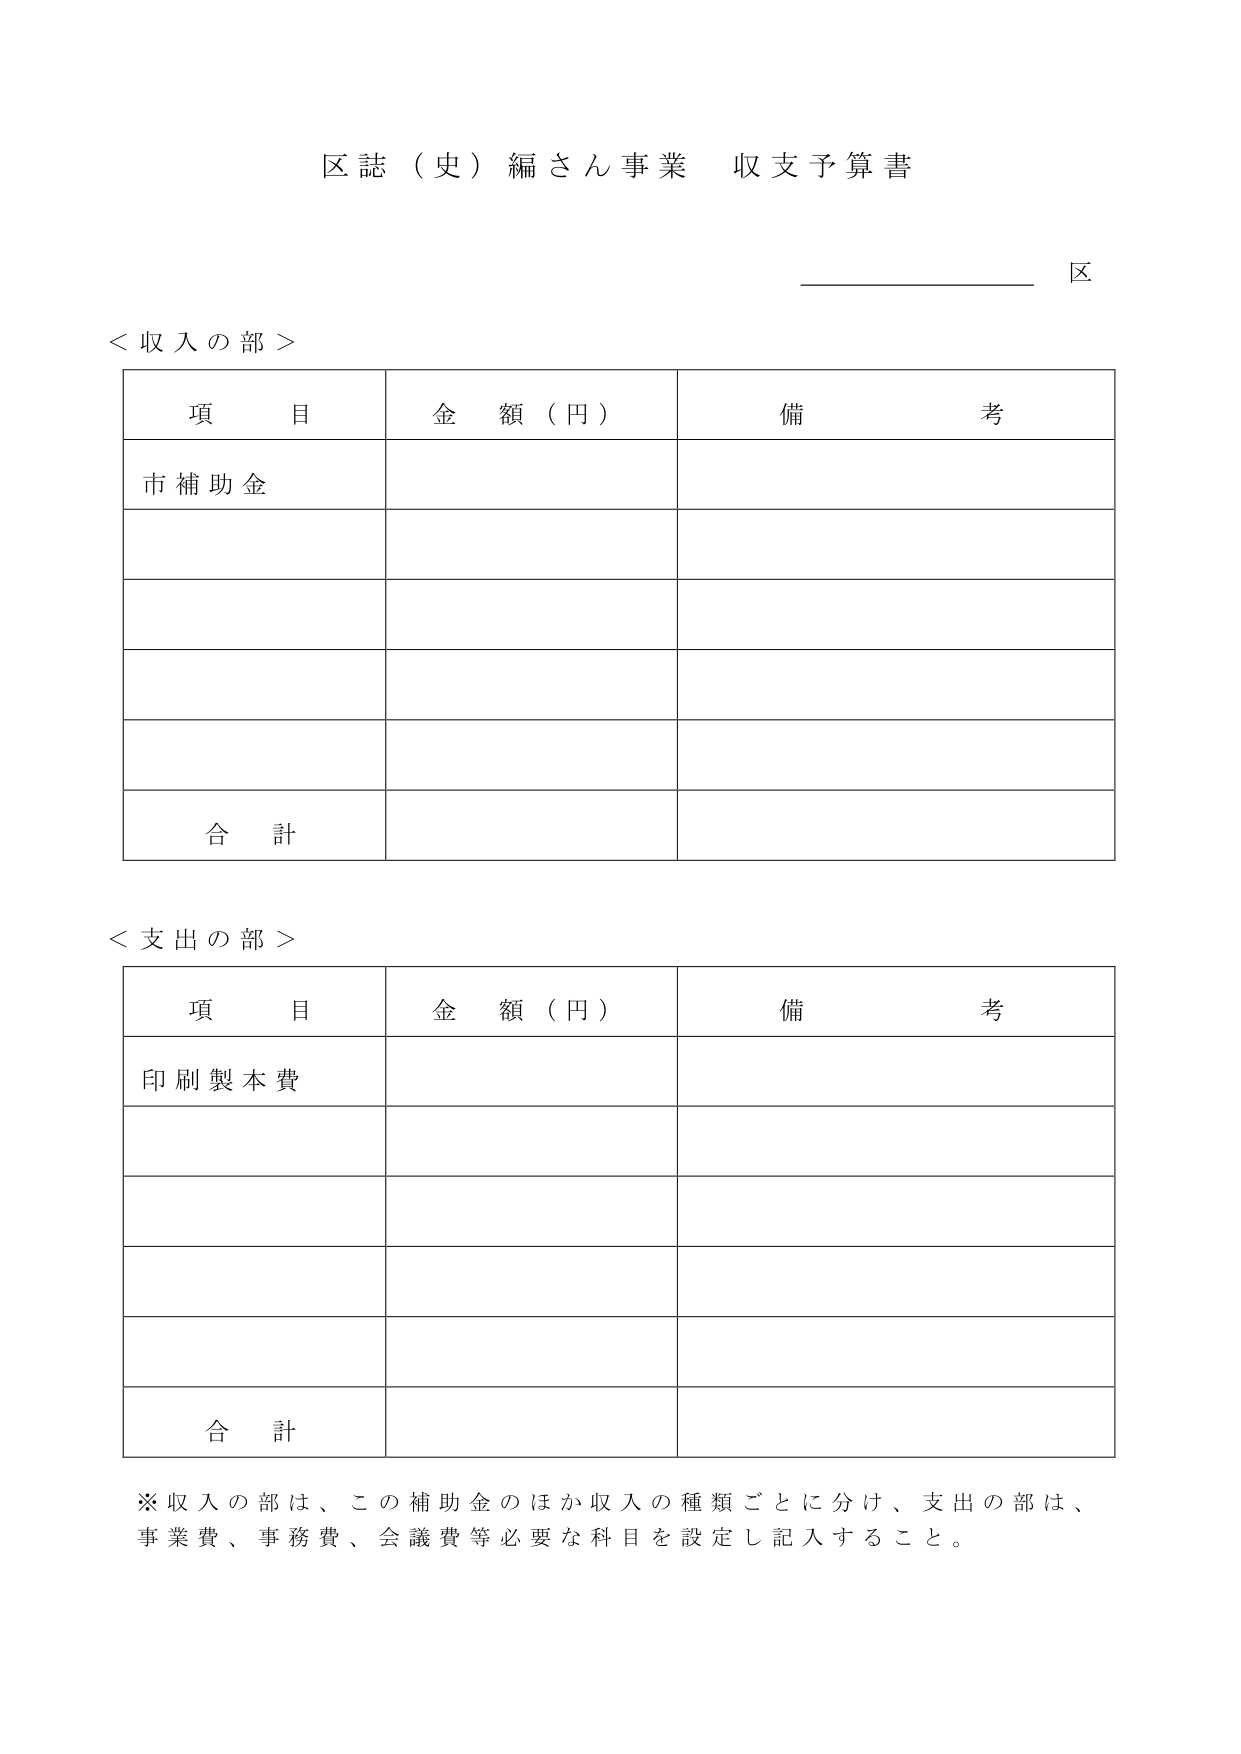 区誌（史）編さん事業　収支予算書
区
＜収入の部＞
項　　目　金　額（円）　備　　　　　考
市補助金
合　計
＜支出の部＞
項　　目　金　額（円）　備　　　　　考
印刷製本費
合　計
※収入の部は、この補助金のほか収入の種類ごとに分け、支出の部は、
事業費、事務費、会議費等必要な科目を設定し記入すること。